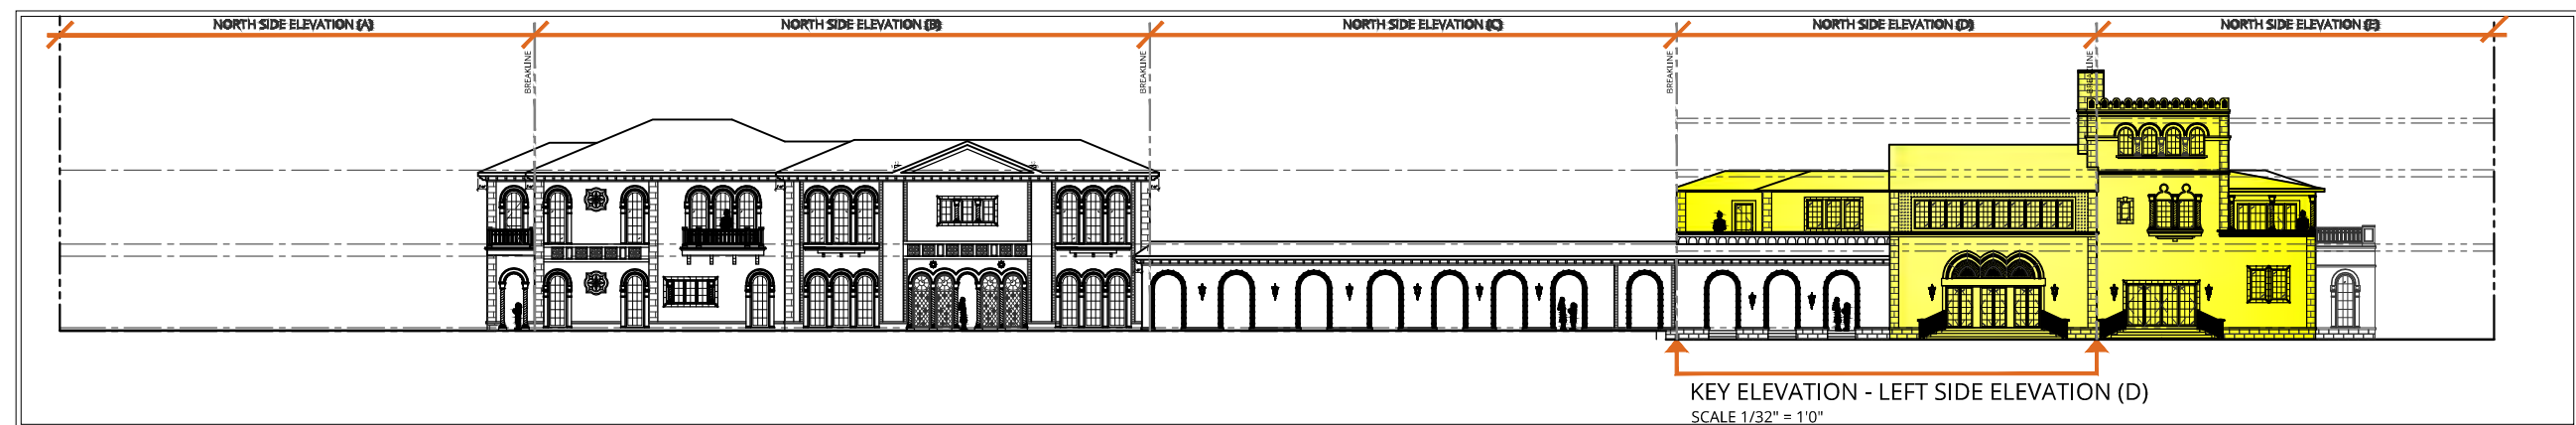 NORTH SIDE ELEVATION (A)
NORTH SIDE ELEVATION (B)
NORTH SIDE ELEVATION (C)
NORTH SIDE ELEVATION (D)
NORTH SIDE ELEVATION (E)
BREAKLINE
BREAKLINE
BREAKLINE
BREAKLINE
KEY ELEVATION - LEFT SIDE ELEVATION (D)
SCALE 1/32" = 1'0"